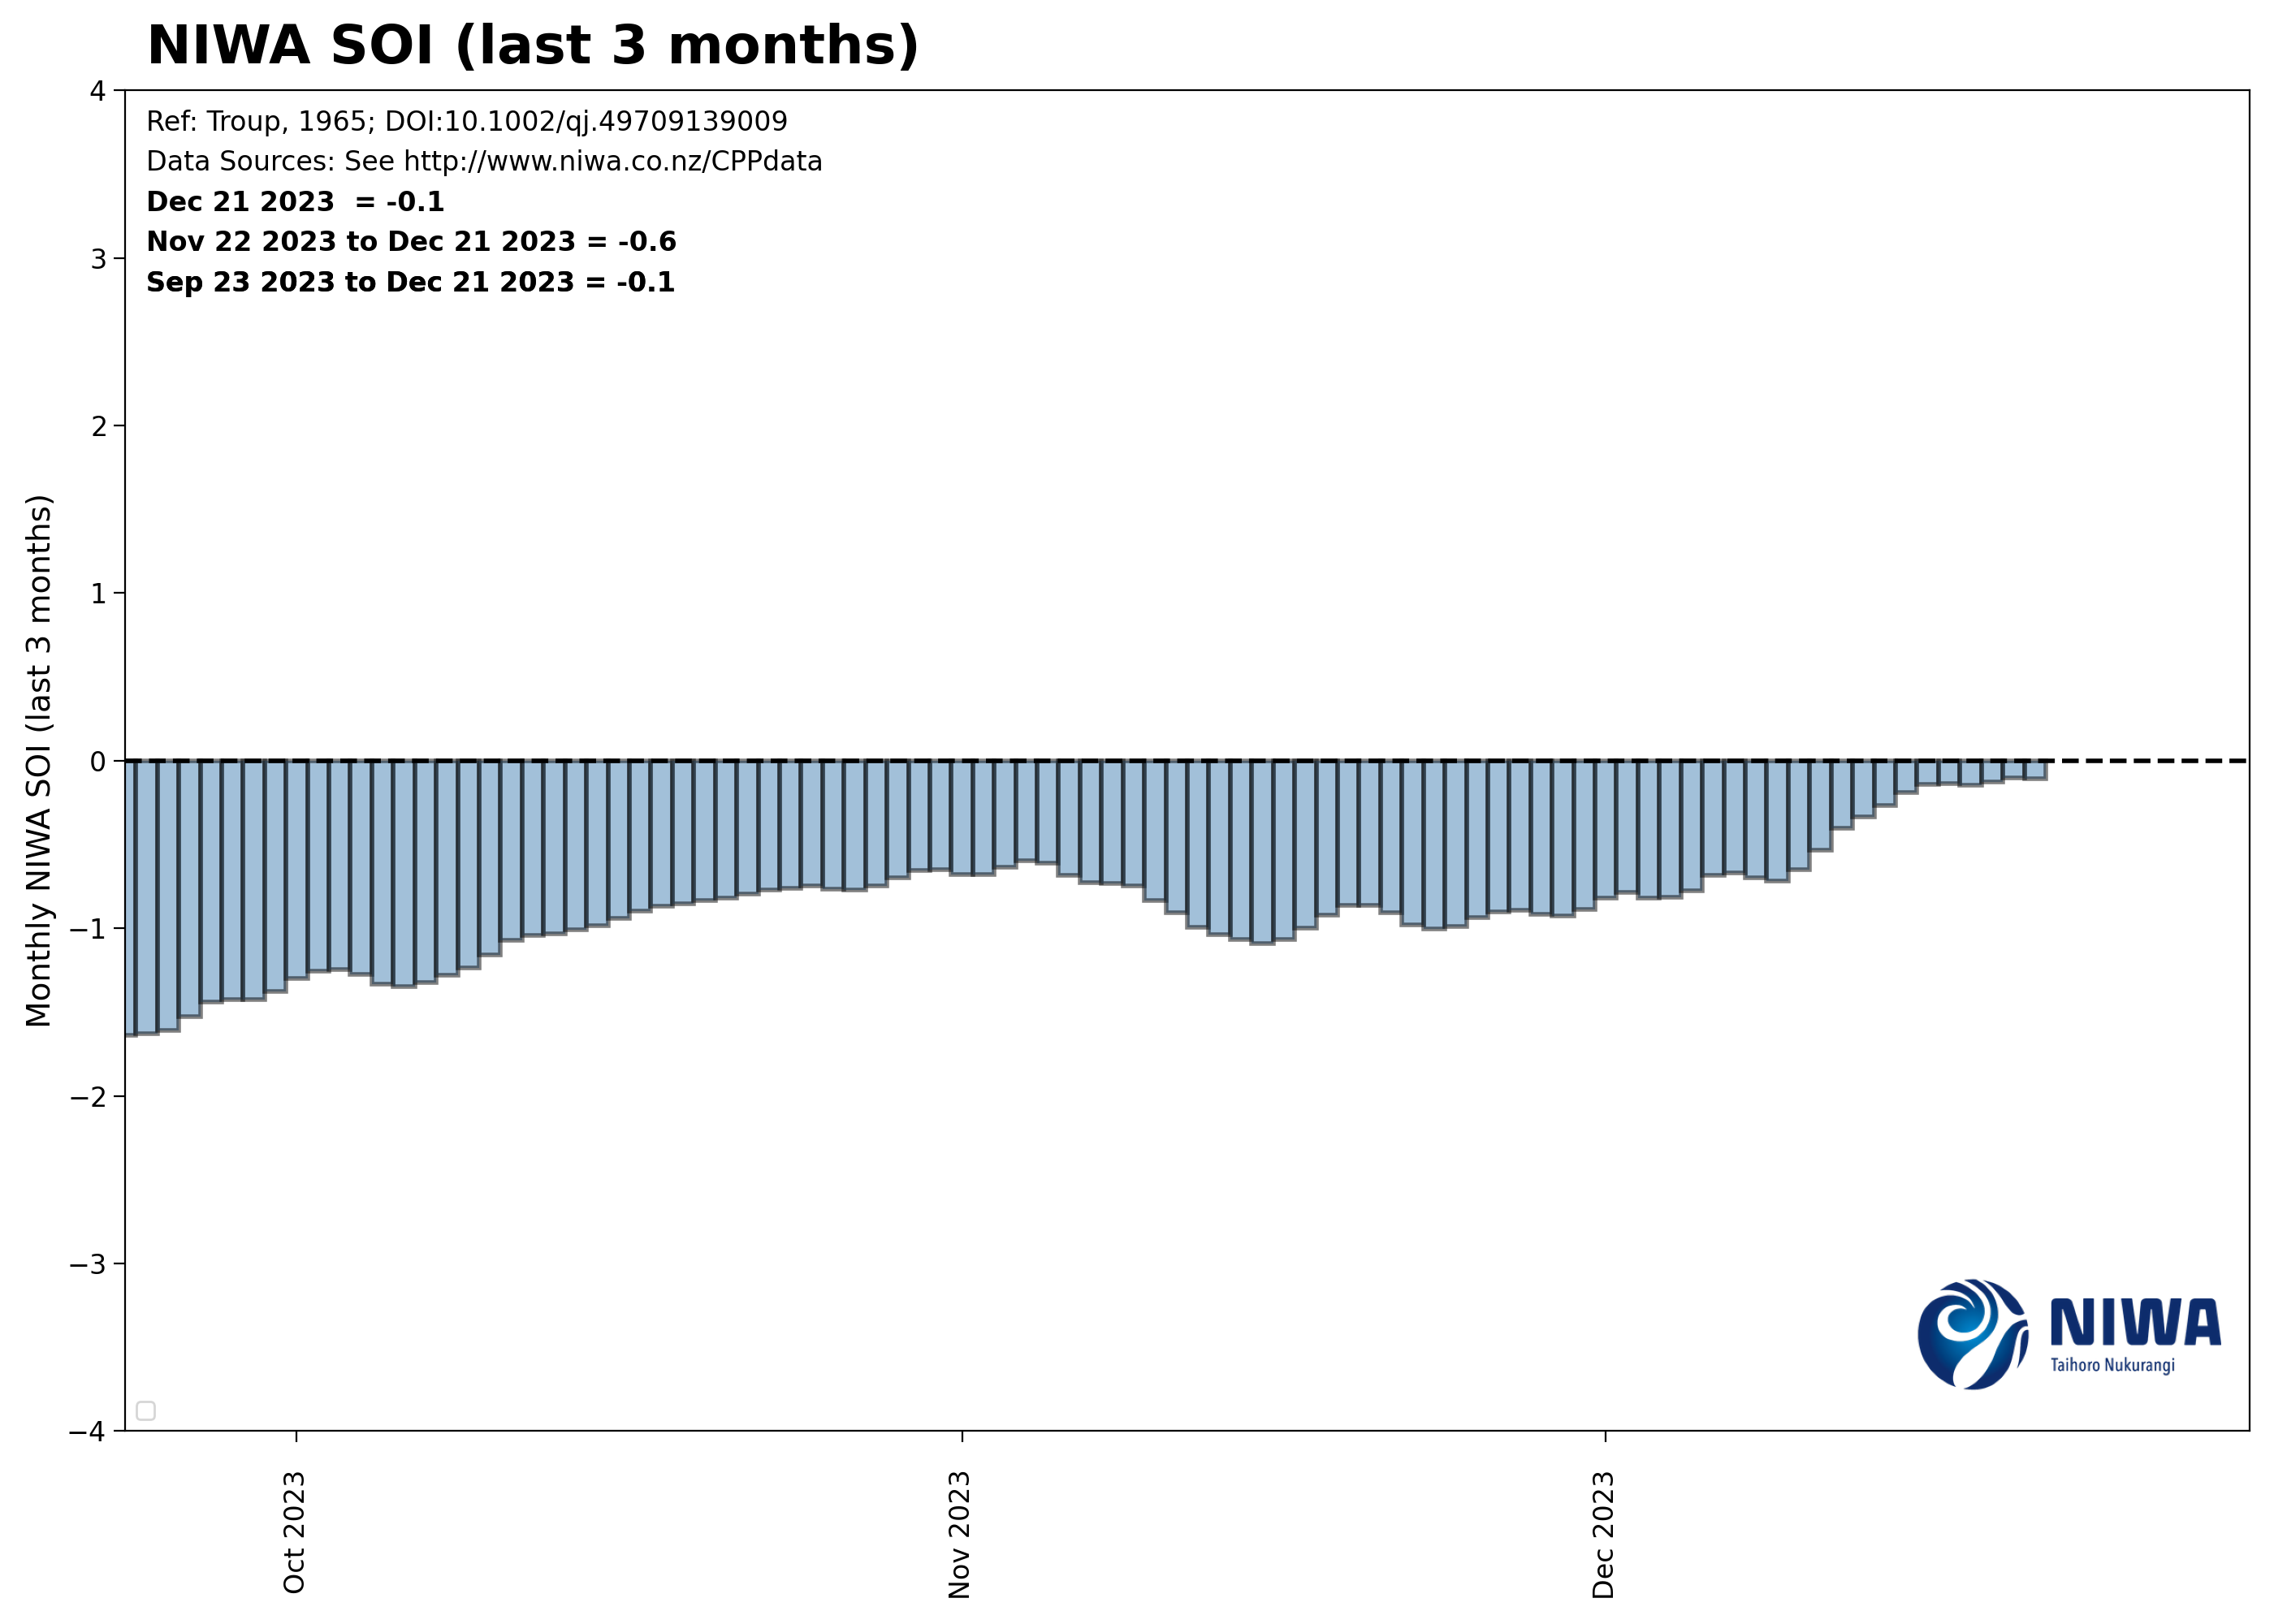 NIWA SOI (last 3 months)
Ref: Troup, 1965; DOI:10.1002/qj.49709139009
Data Sources: See http://www.niwa.co.nz/CPPdata
Dec 21 2023  = -0.1
Nov 22 2023 to Dec 21 2023 = -0.6
Sep 23 2023 to Dec 21 2023 = -0.1
Monthly NIWA SOI (last 3 months)
4
3
2
1
0
−1
−2
−3
−4
Oct 2023
Nov 2023
Dec 2023
NIWA
Taihoro Nukurangi